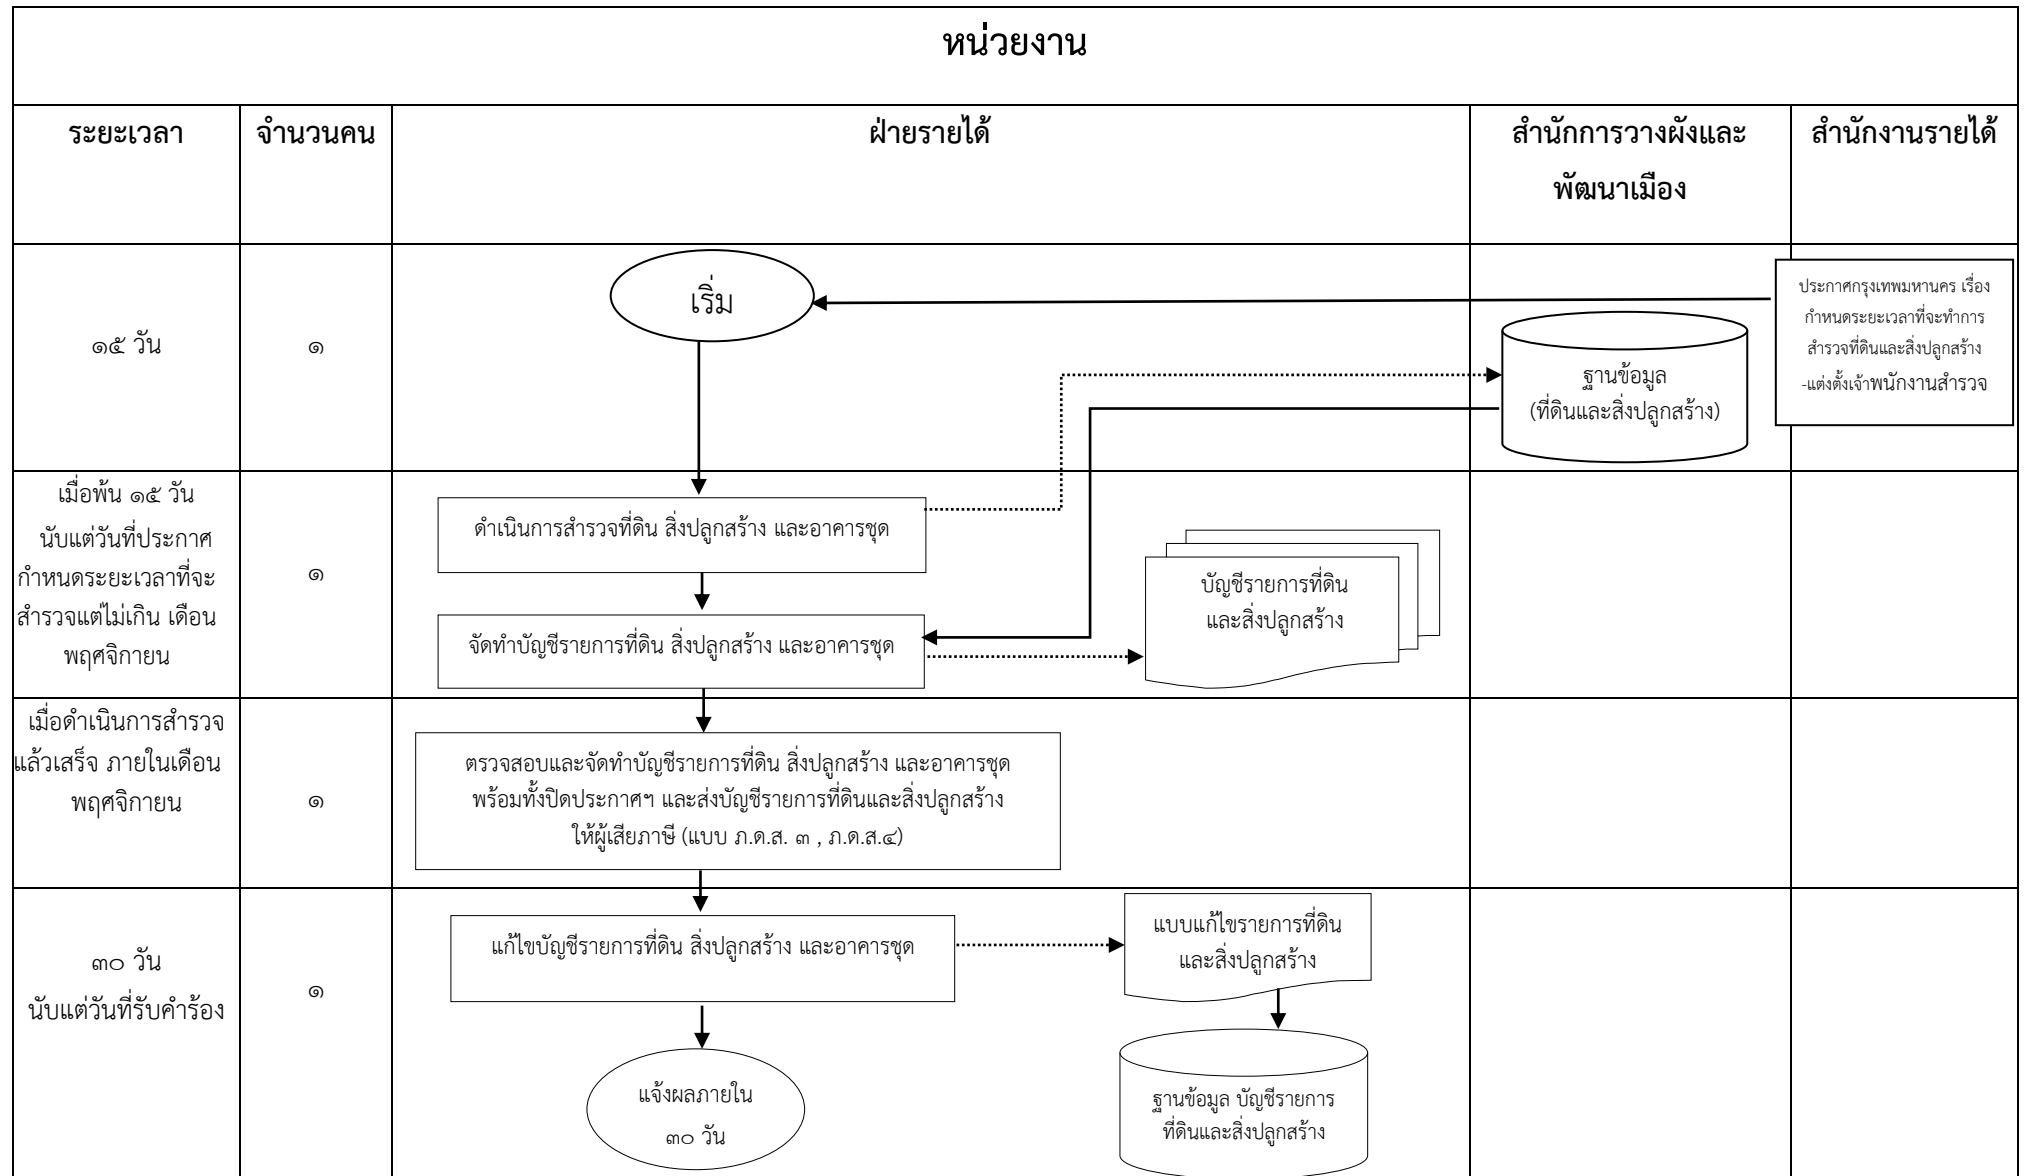 หน่วยงาน
ระยะเวลา
จำนวนคน
ฝ่ายรายได้
สำนักการวางผังและ
พัฒนาเมือง
สำนักงานรายได้
๑๕ วัน
๑
เริ่ม
ฐานข้อมูล
(ที่ดินและสิ่งปลูกสร้าง)
ประกาศกรุงเทพมหานคร เรื่อง
กำหนดระยะเวลาที่จะทำการ
สำรวจที่ดินและสิ่งปลูกสร้าง
-แต่งตั้งเจ้าพนักงานสำรวจ
เมื่อพ้น ๑๕ วัน
นับแต่วันที่ประกาศ
กำหนดระยะเวลาที่จะ
สำรวจแต่ไม่เกิน เดือน
พฤศจิกายน
๑
ดำเนินการสำรวจที่ดิน สิ่งปลูกสร้าง และอาคารชุด
จัดทำบัญชีรายการที่ดิน สิ่งปลูกสร้าง และอาคารชุด
บัญชีรายการที่ดิน
และสิ่งปลูกสร้าง
เมื่อดำเนินการสำรวจ
แล้วเสร็จ ภายในเดือน
พฤศจิกายน
๑
ตรวจสอบและจัดทำบัญชีรายการที่ดิน สิ่งปลูกสร้าง และอาคารชุด
พร้อมทั้งปิดประกาศฯ และส่งบัญชีรายการที่ดินและสิ่งปลูกสร้าง
ให้ผู้เสียภาษี (แบบ ภ.ด.ส. ๓ , ภ.ด.ส.๔)
๓๐ วัน
นับแต่วันที่รับคำร้อง
๑
แก้ไขบัญชีรายการที่ดิน สิ่งปลูกสร้าง และอาคารชุด
แบบแก้ไขรายการที่ดิน
และสิ่งปลูกสร้าง
แจ้งผลภายใน
๓๐ วัน
ฐานข้อมูล บัญชีรายการ
ที่ดินและสิ่งปลูกสร้าง